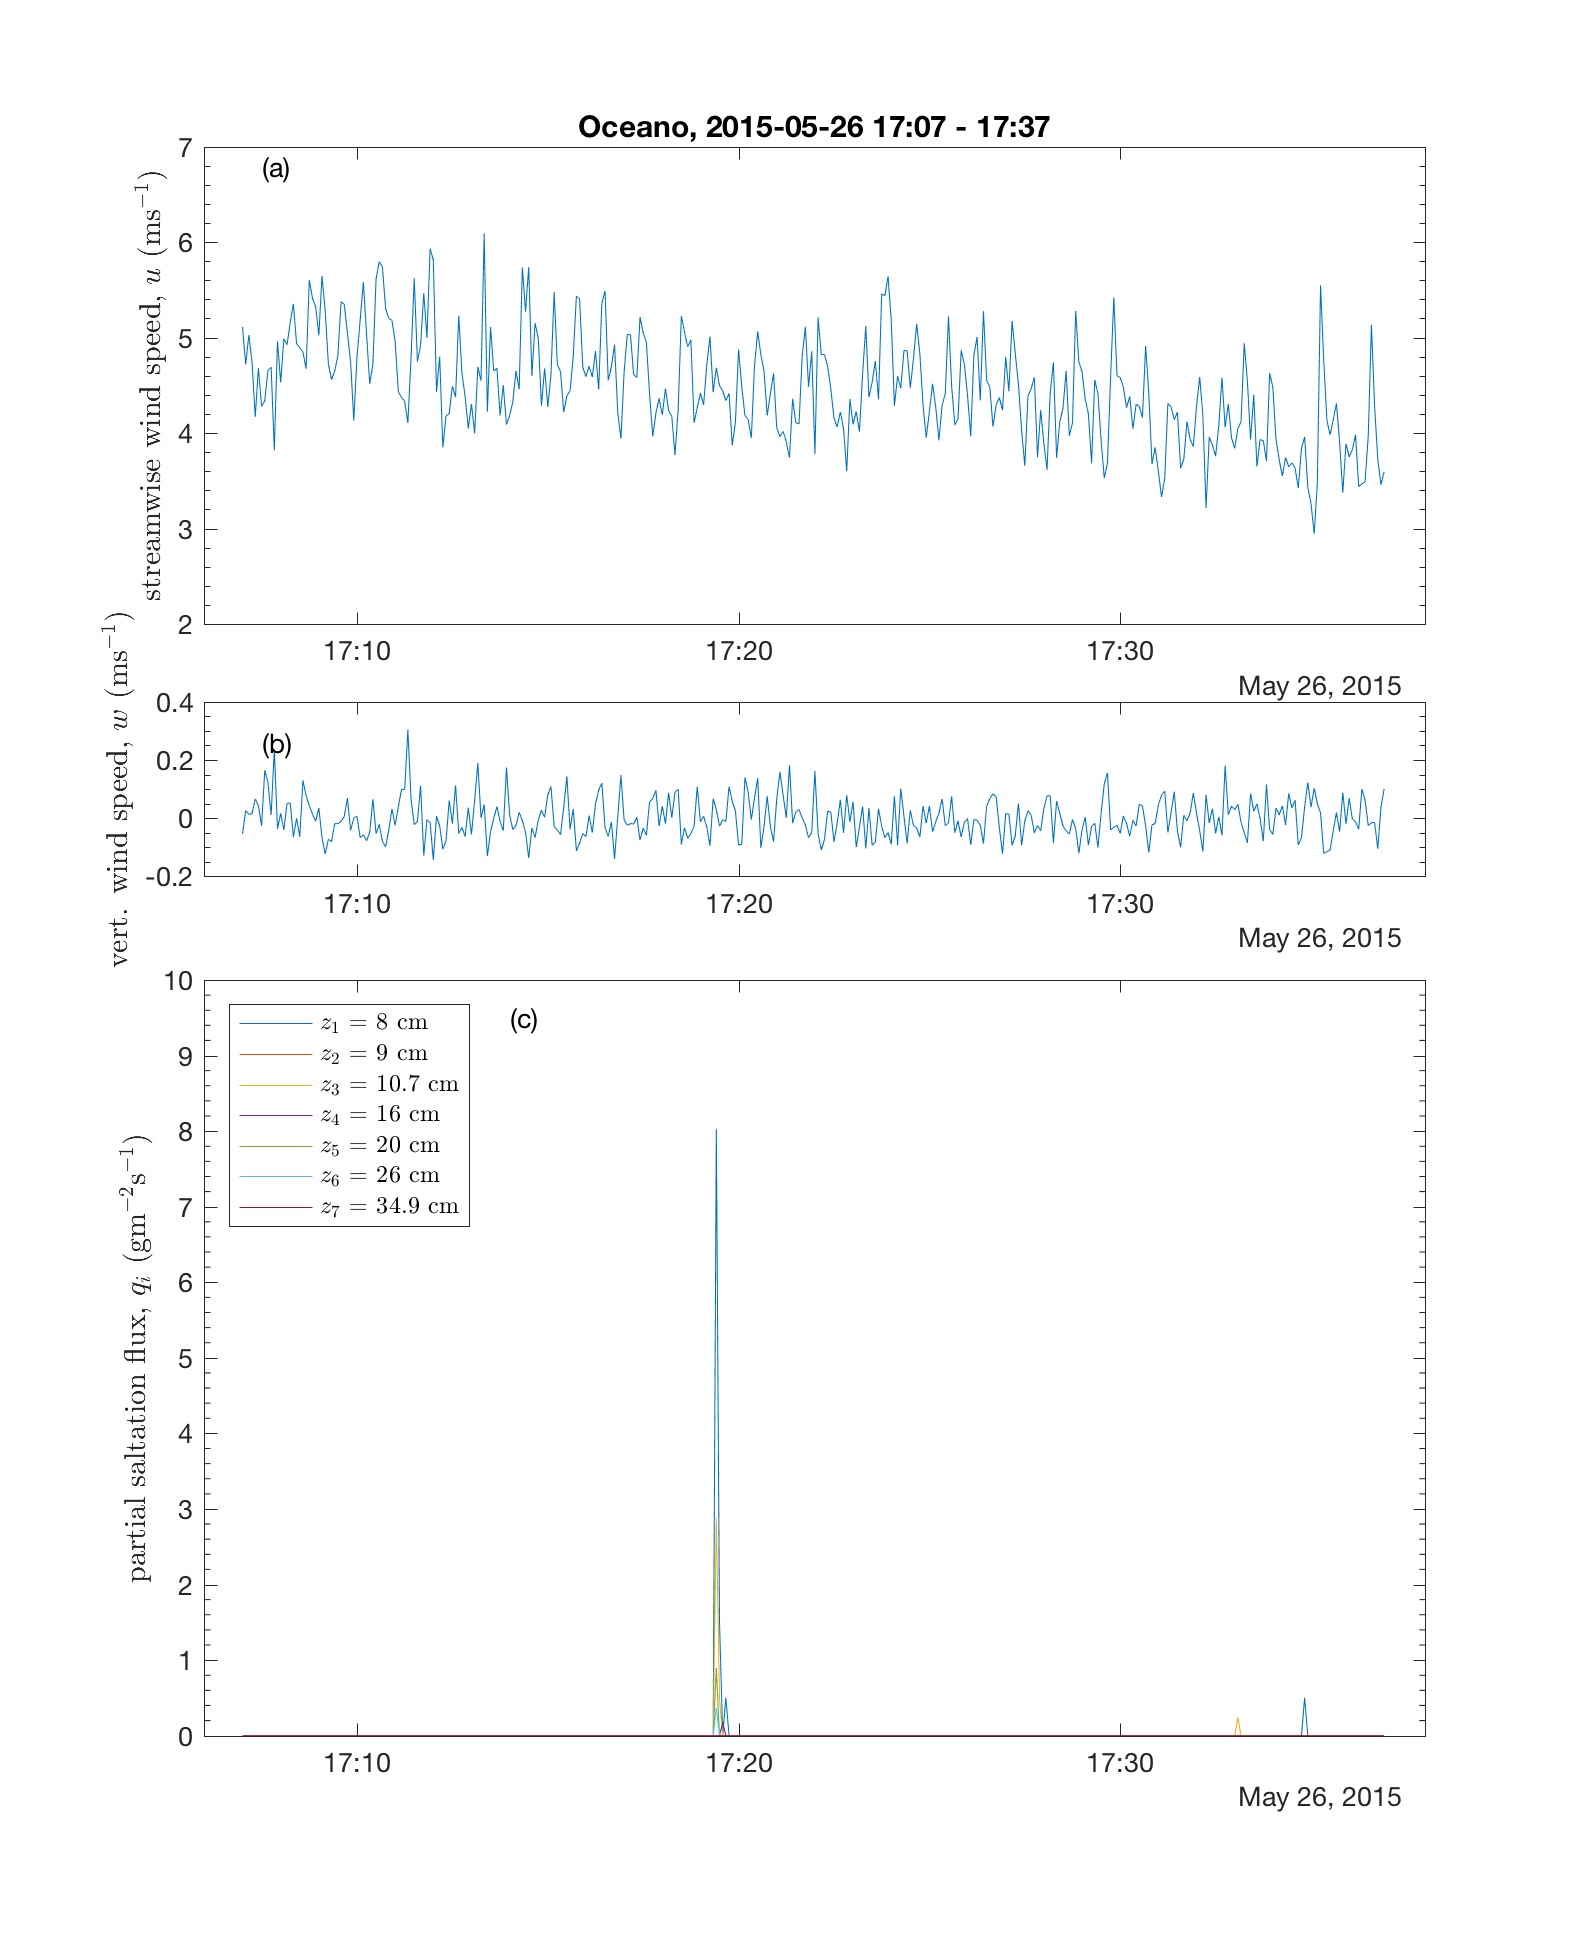 Oceano, 2015-05-26 17:07 - 17:37
(a)
streamwise wind speed, u (ms⁻¹)
7
6
5
4
3
2
17:10 17:20 17:30
May 26, 2015
(b)
vert. wind speed, w (ms⁻¹)
0.4
0.2
0
-0.2
17:10 17:20 17:30
May 26, 2015
(c)
partial saltation flux, qᵢ (gm⁻²s⁻¹)
10
9
8
7
6
5
4
3
2
1
0
z₁ = 8 cm
z₂ = 9 cm
z₃ = 10.7 cm
z₄ = 16 cm
z₅ = 20 cm
z₆ = 26 cm
z₇ = 34.9 cm
17:10 17:20 17:30
May 26, 2015